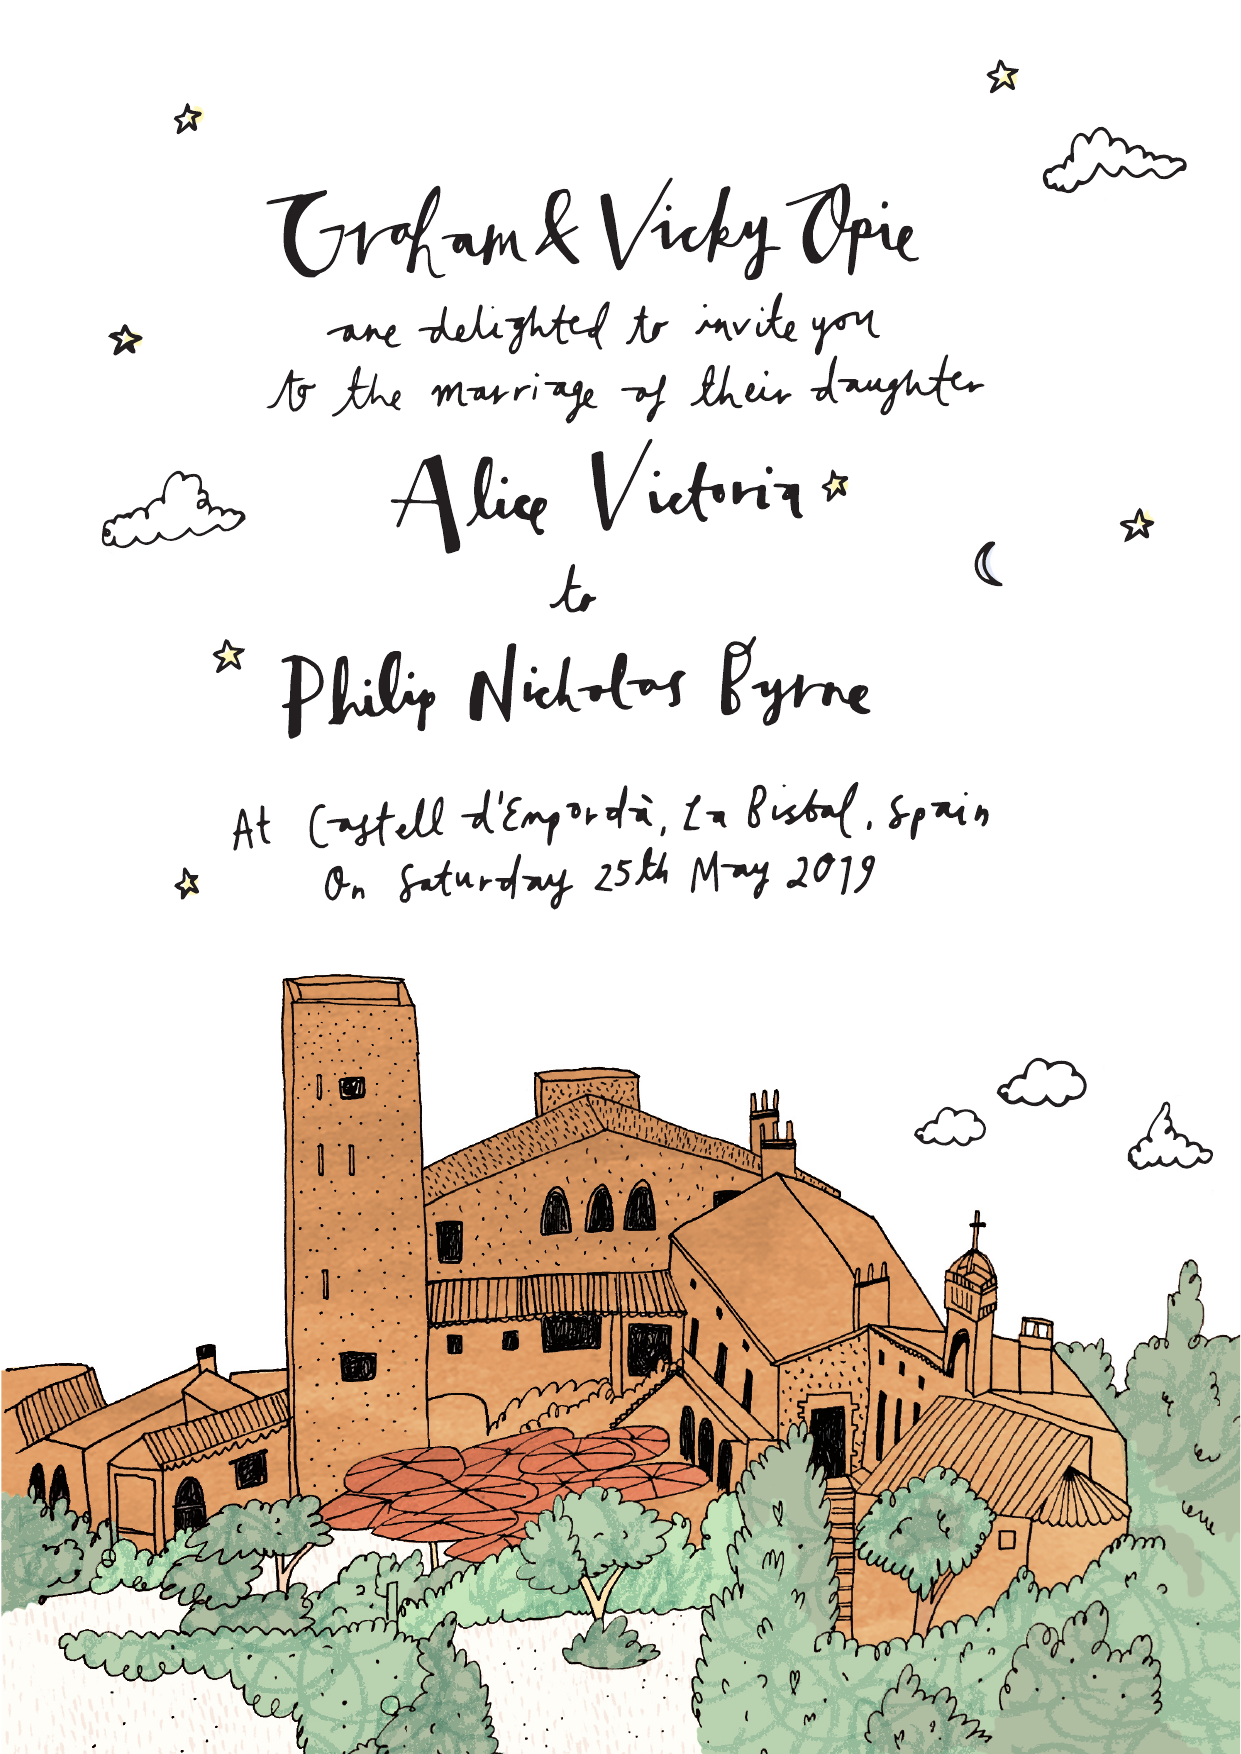 Graham & Vicky Opie
are delighted to invite you
to the marriage of their daughter
Alice Victoria
to
Philip Nicholas Byrne
At Castell d'Empordà, La Bisbal, Spain
On Saturday 25th May 2019